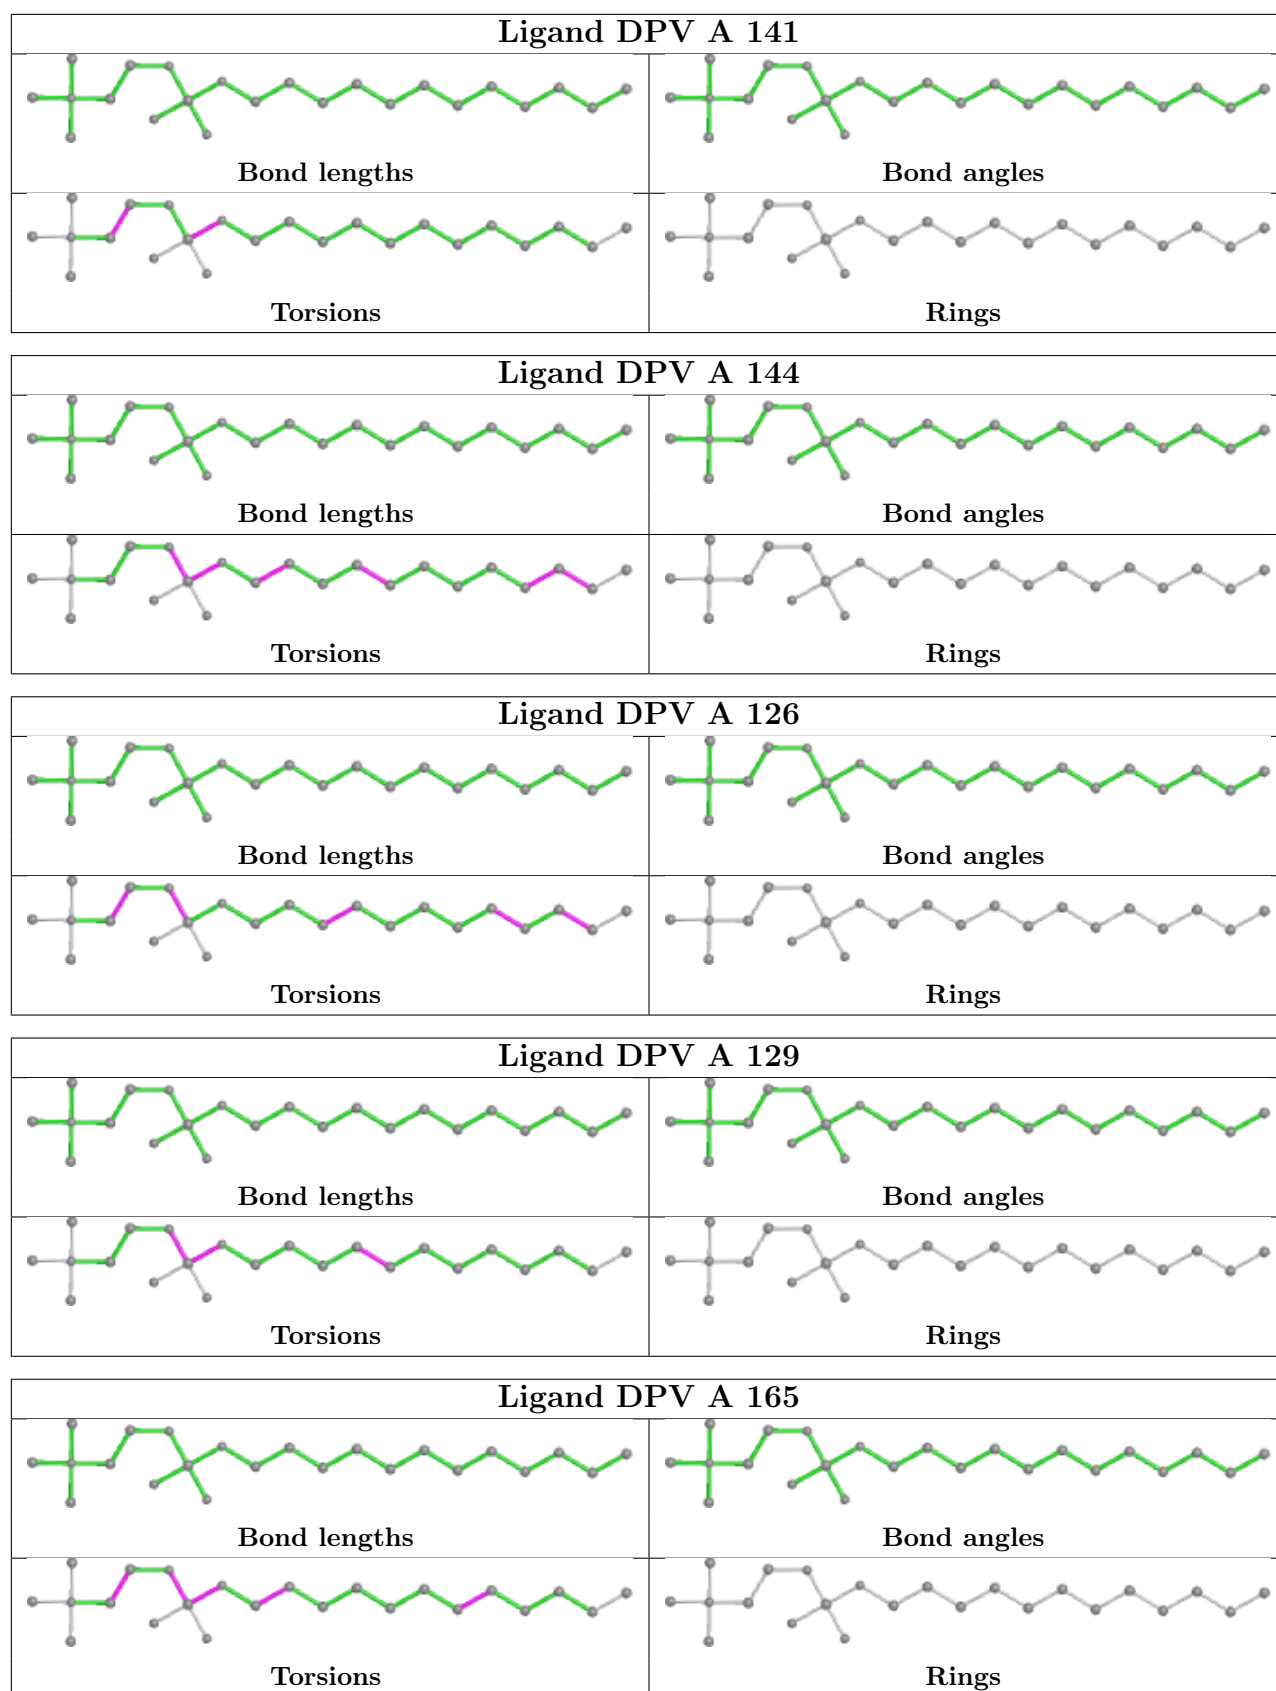 Ligand DPV A 141
Bond lengths
Bond angles
Torsions
Rings
Ligand DPV A 144
Bond lengths
Bond angles
Torsions
Rings
Ligand DPV A 126
Bond lengths
Bond angles
Torsions
Rings
Ligand DPV A 129
Bond lengths
Bond angles
Torsions
Rings
Ligand DPV A 165
Bond lengths
Bond angles
Torsions
Rings